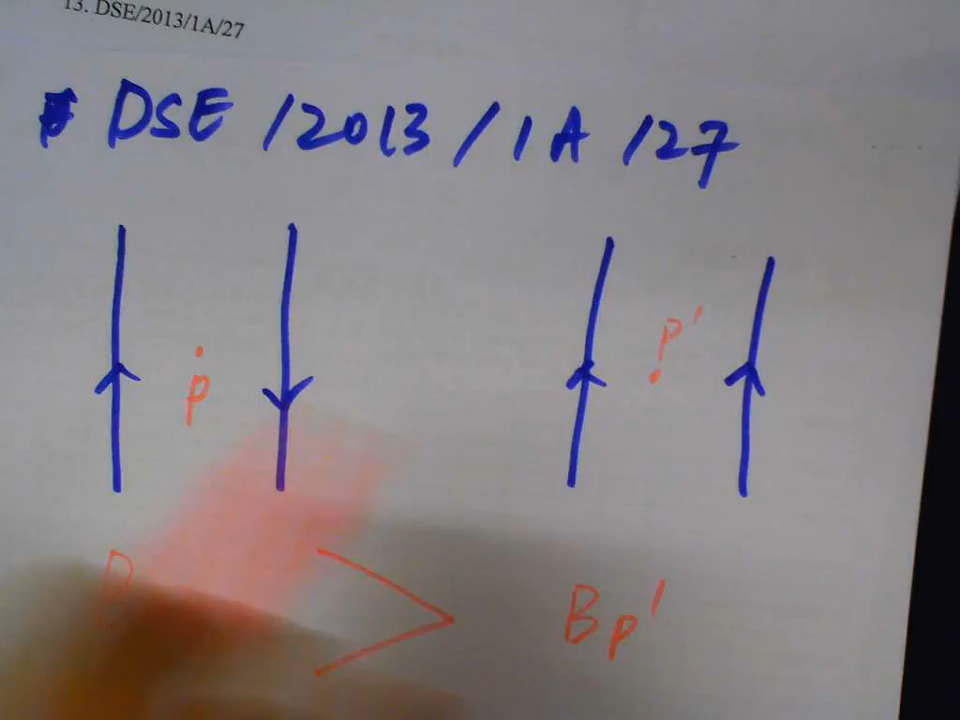 13. DSE/2013/1A/27
DSE /2013 / 1A /27
P'
p
> Bp'